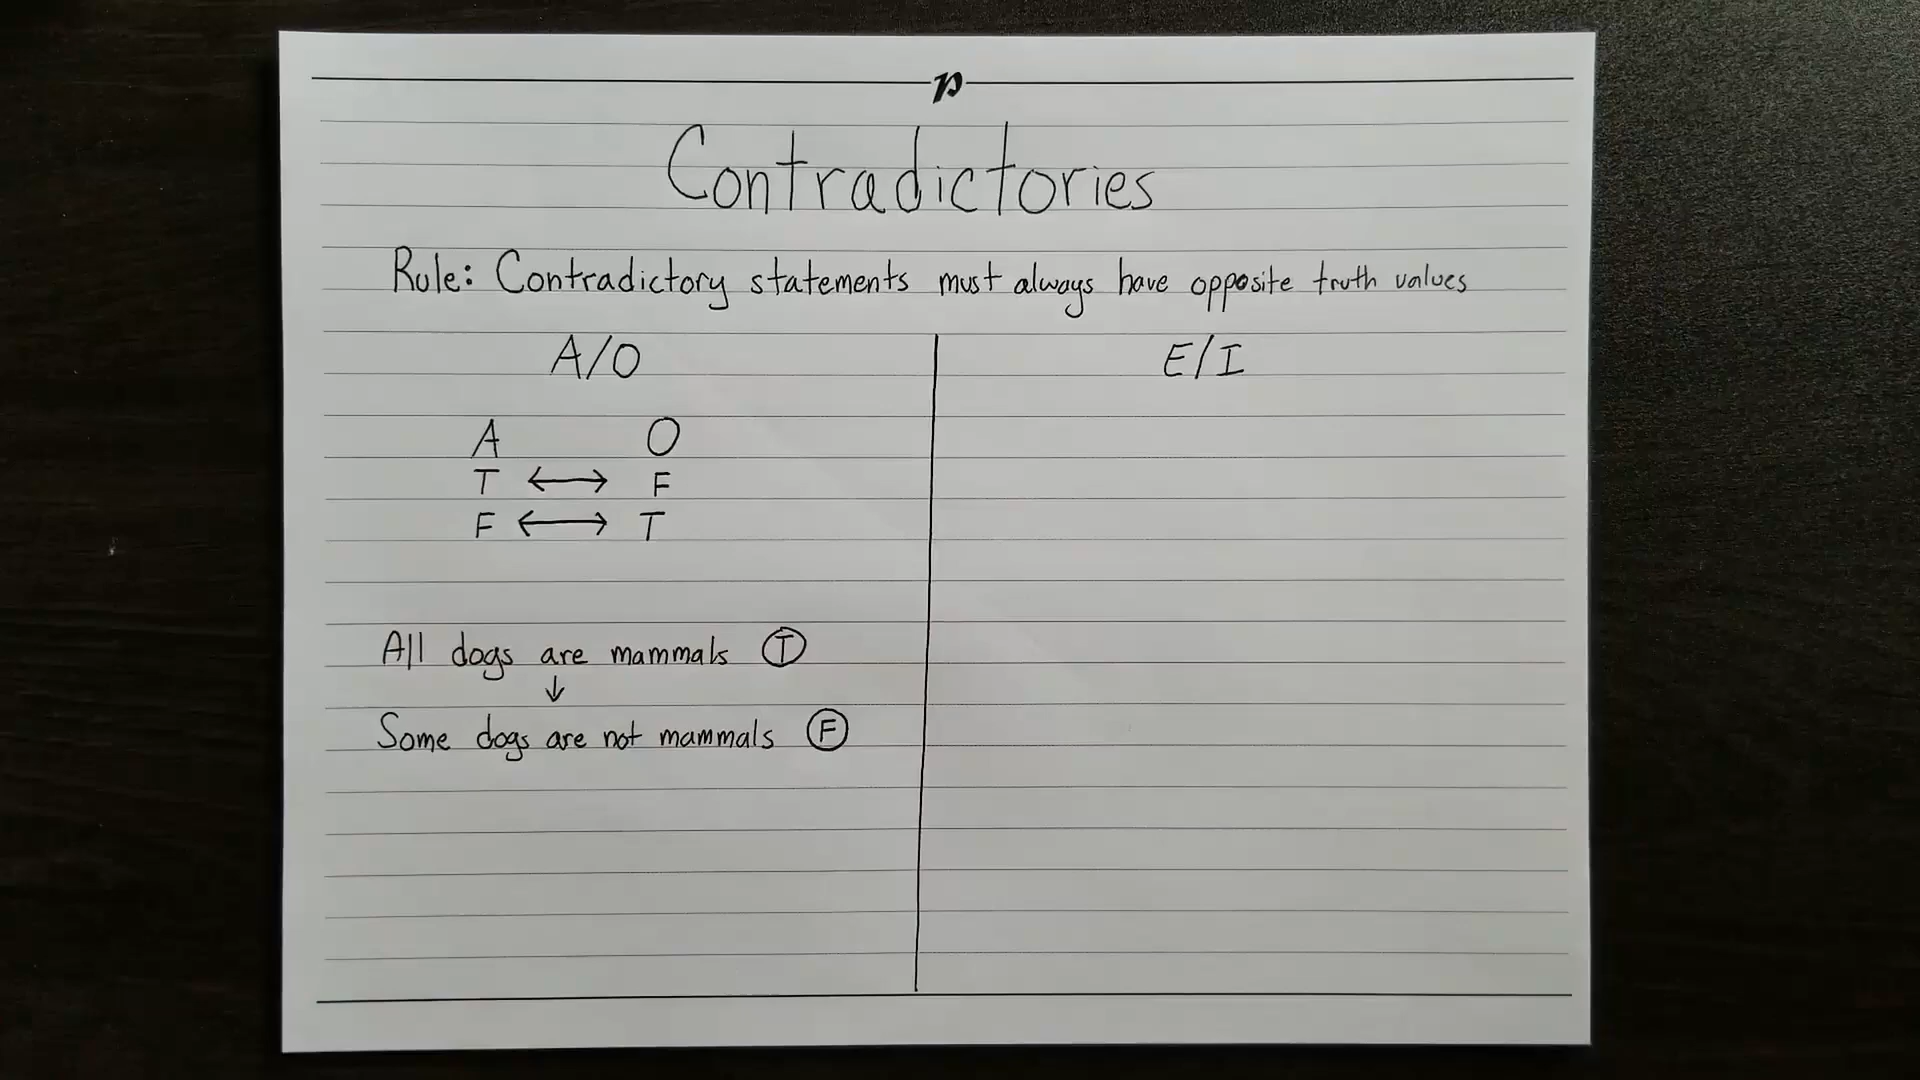 p
Contradictories
Rule: Contradictory statements must always have opposite truth values
A/O
E/I
A O
T ↔ F
F ↔ T
All dogs are mammals T
↓
Some dogs are not mammals F